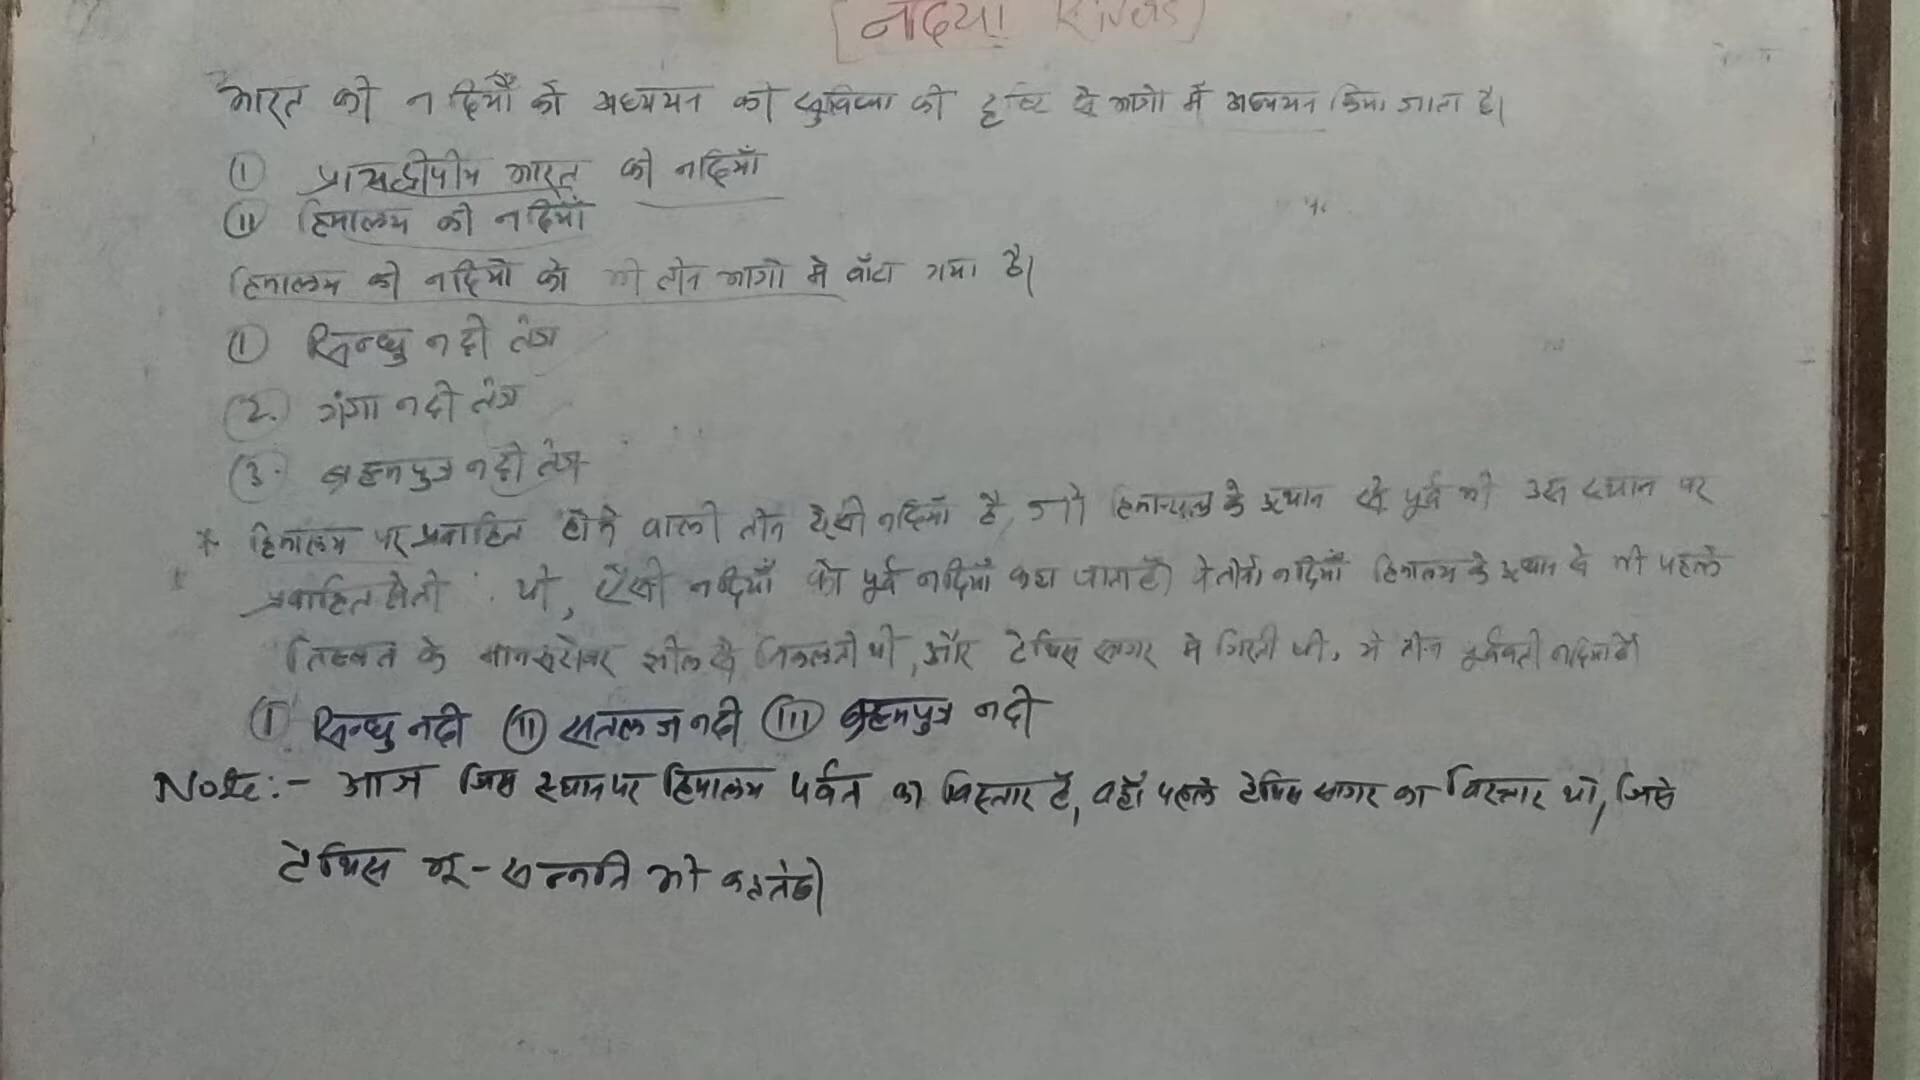 [नदियाँ Rivers]
भारत की नदियों को अध्ययन की सुविधा की दृष्टि से भागो में अध्ययन किया जाता है।
(I) प्रायद्वीपीय भारत की नदियाँ
(II) हिमालय की नदियाँ
हिमालय की नदियों को भी तीन भागो मे बाँटा गया है।
(1) सिन्धु नदी तंत्र
(2.) गंगा नदी तंत्र
(3.) ब्रह्मपुत्र नदी तंत्र
* हिमालय पर प्रवाहित होने वाली तीन ऐसी नदियाँ है, जो के उत्थान से पूर्व भी उस स्थान पर
प्रवाहित होती थी, ऐसी नदियाँ को पूर्व नदियाँ कहा जाता है। ये तीनो नदियाँ हिमालय के उत्थान से भी पहले
तिब्बत के मानसरोवर झील से निकलती थी, और टेथिस सागर मे गिरती थी, ये तीन पूर्ववर्ती नदियाँ है।
(I) सिन्धु नदी (II) सतलज नदी (III) ब्रह्मपुत्र नदी
Note:- आज जिस स्थान पर हिमालय पर्वत का विस्तार है, वहाँ पहले टेथिस सागर का विस्तार था, जिसे
टेथिस भू-सन्नति भी कहते है।